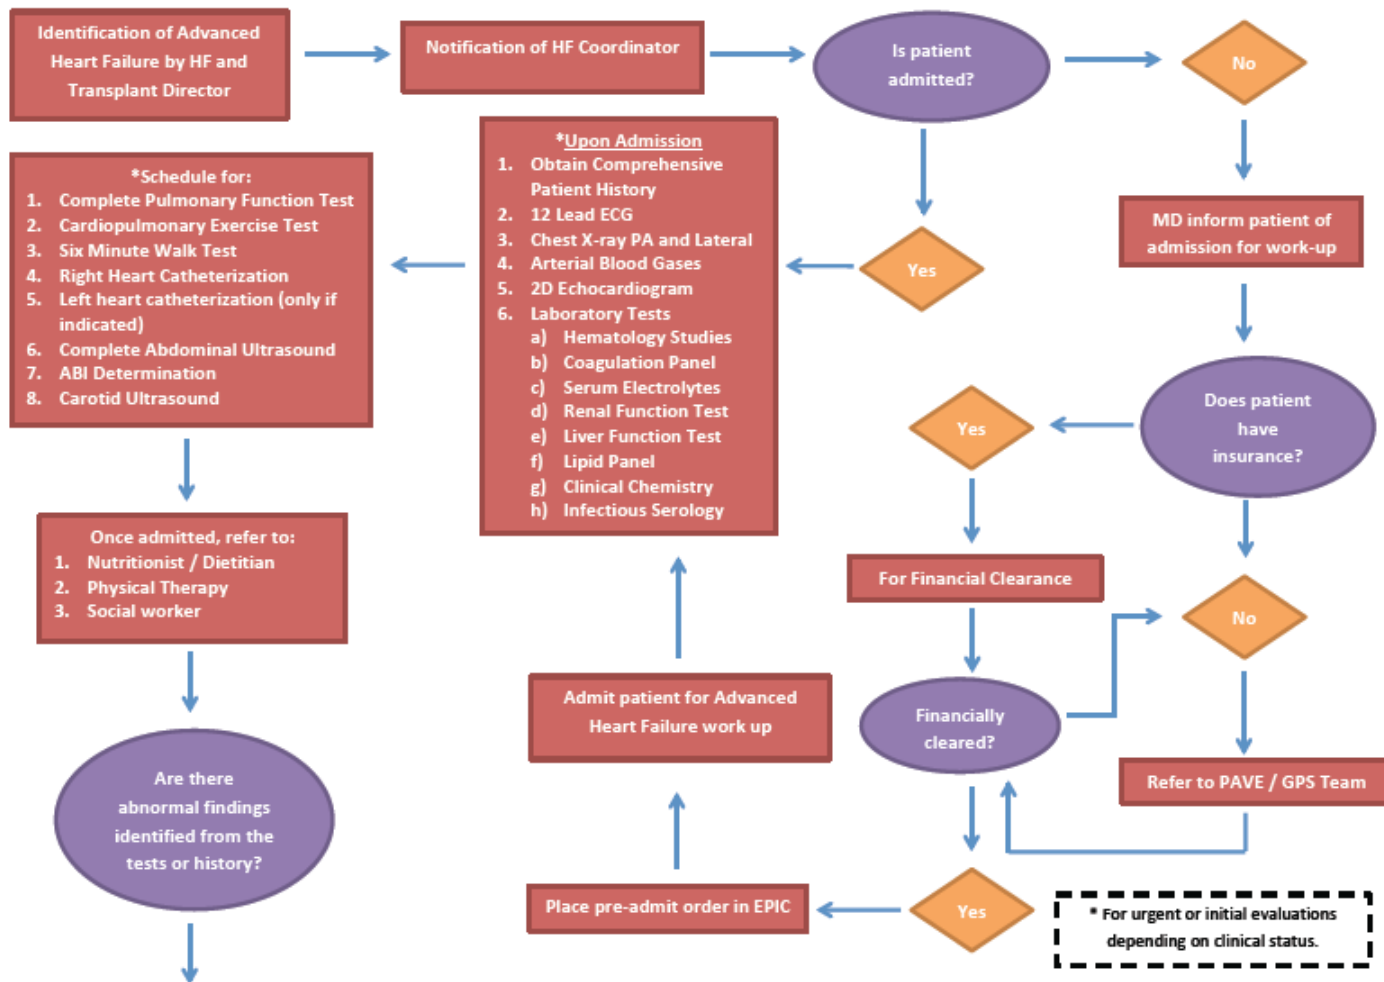 Identification of Advanced
Heart Failure by HF and
Transplant Director
Notification of HF Coordinator
Is patient
admitted?
No
*Upon Admission
1. Obtain Comprehensive
Patient History
2. 12 Lead ECG
3. Chest X-ray PA and Lateral
4. Arterial Blood Gases
5. 2D Echocardiogram
6. Laboratory Tests
a) Hematology Studies
b) Coagulation Panel
c) Serum Electrolytes
d) Renal Function Test
e) Liver Function Test
f) Lipid Panel
g) Clinical Chemistry
h) Infectious Serology
*Schedule for:
1. Complete Pulmonary Function Test
2. Cardiopulmonary Exercise Test
3. Six Minute Walk Test
4. Right Heart Catheterization
5. Left heart catheterization (only if
indicated)
6. Complete Abdominal Ultrasound
7. ABI Determination
8. Carotid Ultrasound
Yes
MD inform patient of
admission for work-up
Does patient
have
insurance?
Yes
For Financial Clearance
No
Once admitted, refer to:
1. Nutritionist / Dietitian
2. Physical Therapy
3. Social worker
Admit patient for Advanced
Heart Failure work up
Financially
cleared?
Refer to PAVE / GPS Team
Are there
abnormal findings
identified from the
tests or history?
Place pre-admit order in EPIC
Yes
* For urgent or initial evaluations
depending on clinical status.